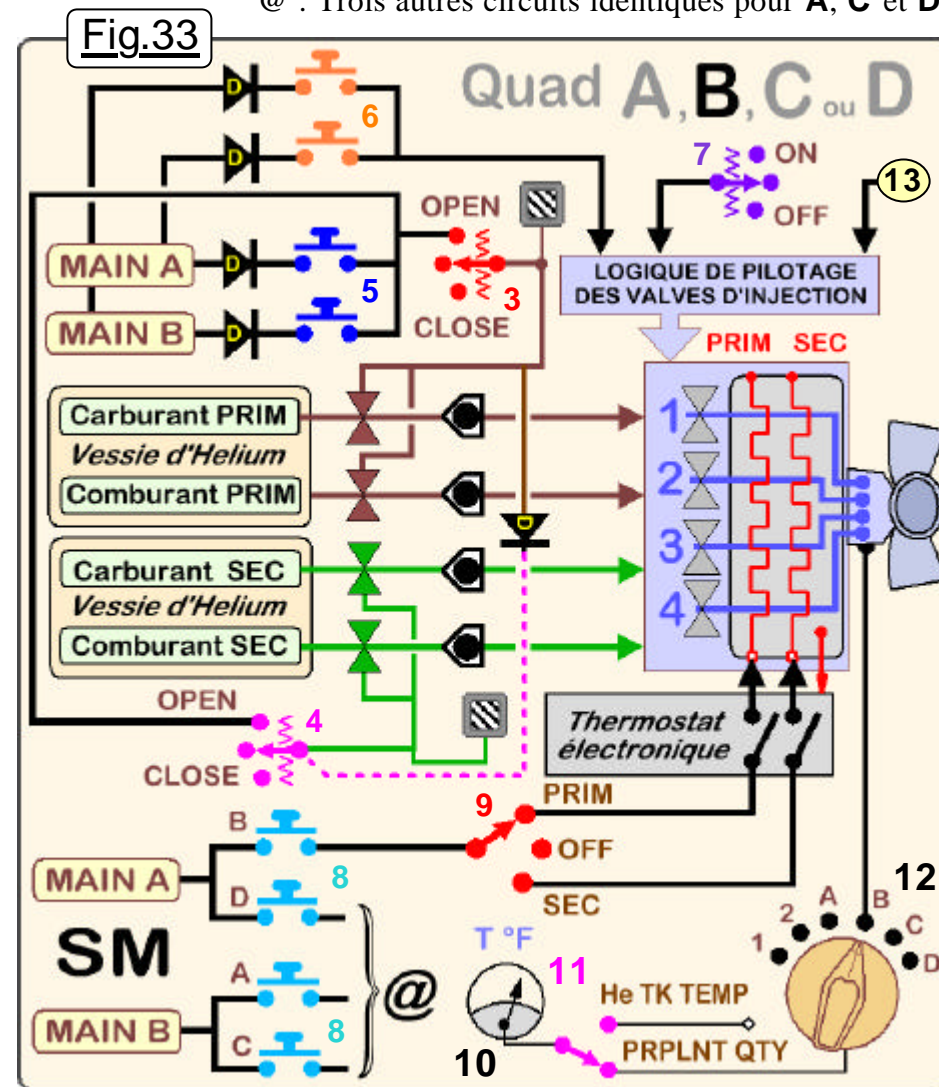 @ : Trois autres circuits identiques pour A, C et D
Fig.33
Quad A, B, C ou D
D
6
D
7
ON
OFF
13
OPEN
MAIN A
D
5
3
LOGIQUE DE PILOTAGE
DES VALVES D'INJECTION
MAIN B
D
CLOSE
PRIM SEC
Carburant PRIM
Vessie d'Helium
Comburant PRIM
1
2
D
Carburant SEC
Vessie d'Helium
Comburant SEC
3
4
OPEN
4
CLOSE
Thermostat
électronique
9
PRIM
OFF
SEC
B
MAIN A
8
D
SM
A
MAIN B
8
C
@
T °F
11
10
He TK TEMP
PRPLNT QTY
12
1
2
A
B
C
D